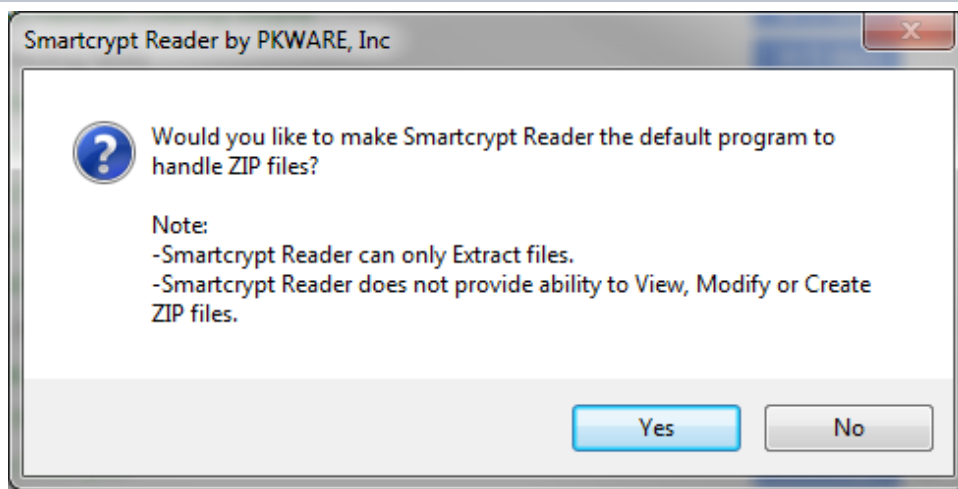 Smartcrypt Reader by PKWARE, Inc
Would you like to make Smartcrypt Reader the default program to
handle ZIP files?
Note:
-Smartcrypt Reader can only Extract files.
-Smartcrypt Reader does not provide ability to View, Modify or Create
ZIP files.
Yes
No